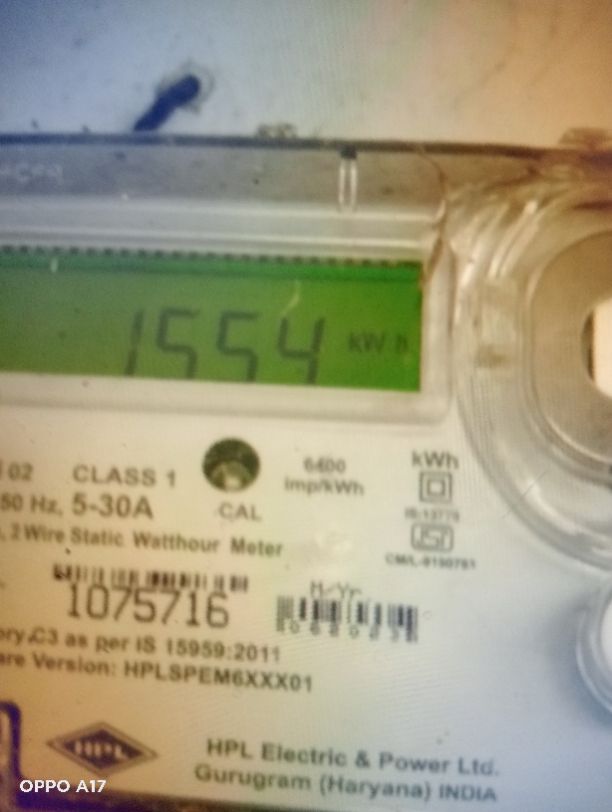 1554 kWh
02 CLASS 1
6400
imp/kWh
kWh
50 Hz, 5-30A
CAL
2 Wire Static Watthour Meter
M/Yr.
1075716
C3 as per IS 15959:2011
Version: HPLSPEM6XXX01
HPL
HPL Electric & Power Ltd.
Gurugram (Haryana) INDIA
OPPO A17